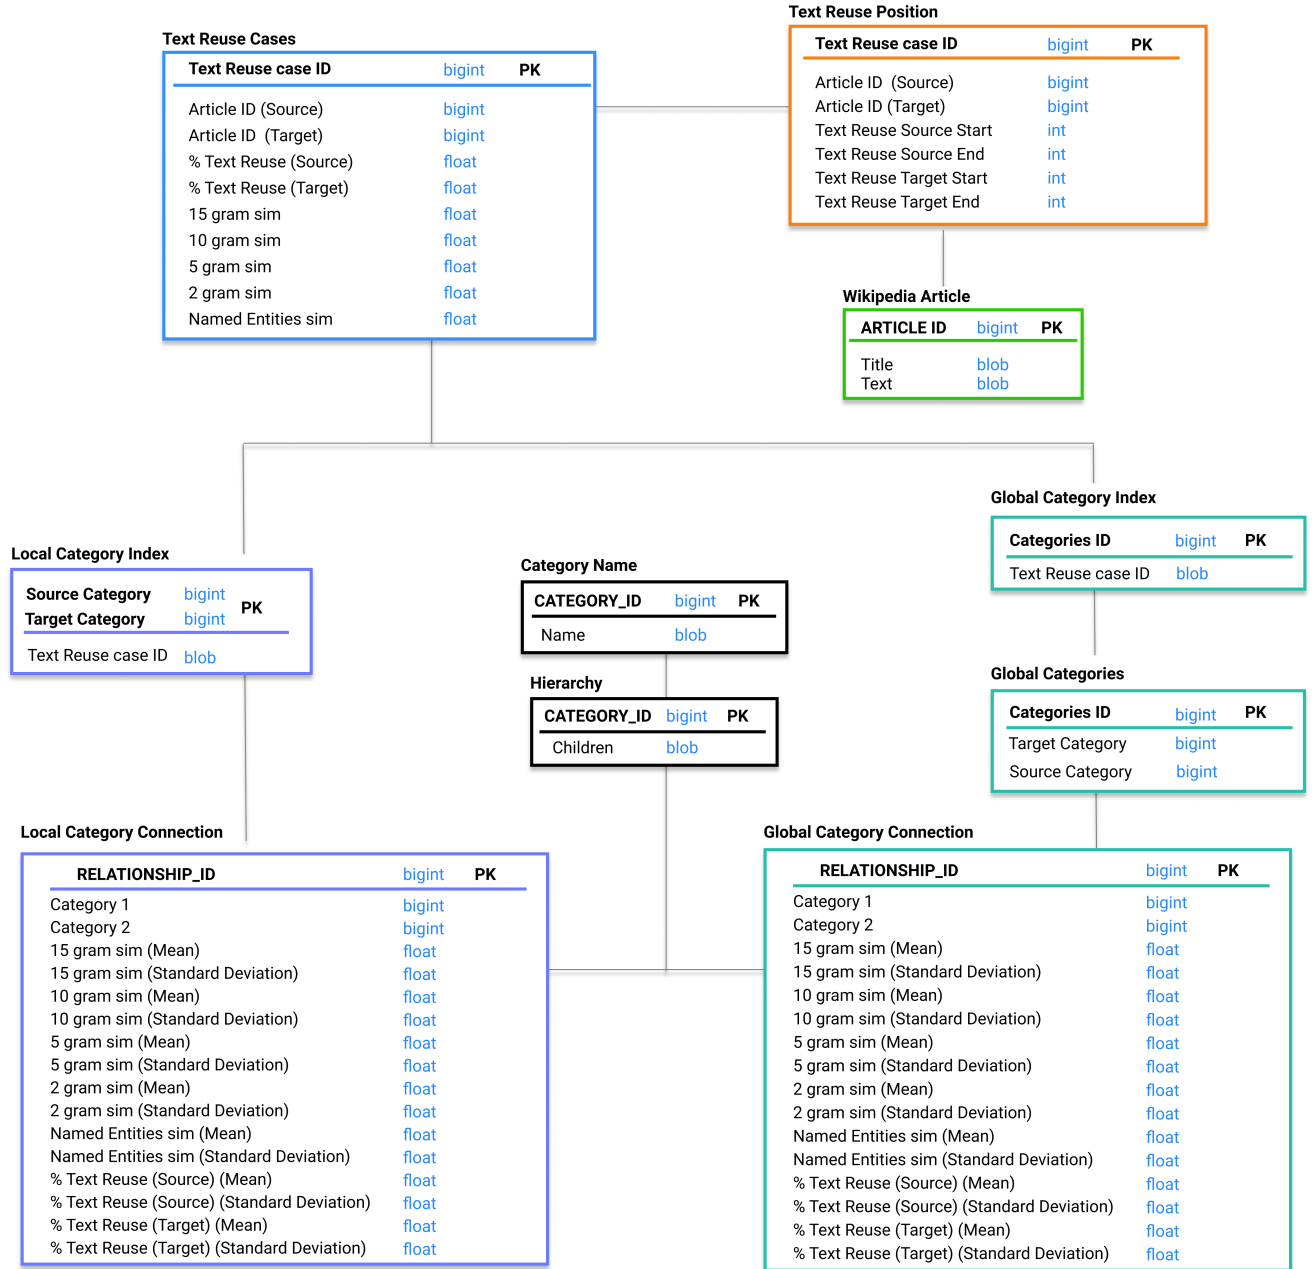 Text Reuse Cases
Text Reuse case ID bigint PK
Article ID (Source) bigint
Article ID (Target) bigint
% Text Reuse (Source) float
% Text Reuse (Target) float
15 gram sim float
10 gram sim float
5 gram sim float
2 gram sim float
Named Entities sim float
Text Reuse Position
Text Reuse case ID bigint PK
Article ID (Source) bigint
Article ID (Target) bigint
Text Reuse Source Start int
Text Reuse Source End int
Text Reuse Target Start int
Text Reuse Target End int
Wikipedia Article
ARTICLE ID bigint PK
Title blob
Text blob
Local Category Index
Source Category bigint
PK
Target Category bigint
Text Reuse case ID blob
Category Name
CATEGORY_ID bigint PK
Name blob
Hierarchy
CATEGORY_ID bigint PK
Children blob
Global Category Index
Categories ID bigint PK
Text Reuse case ID blob
Global Categories
Categories ID bigint PK
Target Category bigint
Source Category bigint
Local Category Connection
RELATIONSHIP_ID bigint PK
Category 1 bigint
Category 2 bigint
15 gram sim (Mean) float
15 gram sim (Standard Deviation) float
10 gram sim (Mean) float
10 gram sim (Standard Deviation) float
5 gram sim (Mean) float
5 gram sim (Standard Deviation) float
2 gram sim (Mean) float
2 gram sim (Standard Deviation) float
Named Entities sim (Mean) float
Named Entities sim (Standard Deviation) float
% Text Reuse (Source) (Mean) float
% Text Reuse (Source) (Standard Deviation) float
% Text Reuse (Target) (Mean) float
% Text Reuse (Target) (Standard Deviation) float
Global Category Connection
RELATIONSHIP_ID bigint PK
Category 1 bigint
Category 2 bigint
15 gram sim (Mean) float
15 gram sim (Standard Deviation) float
10 gram sim (Mean) float
10 gram sim (Standard Deviation) float
5 gram sim (Mean) float
5 gram sim (Standard Deviation) float
2 gram sim (Mean) float
2 gram sim (Standard Deviation) float
Named Entities sim (Mean) float
Named Entities sim (Standard Deviation) float
% Text Reuse (Source) (Mean) float
% Text Reuse (Source) (Standard Deviation) float
% Text Reuse (Target) (Mean) float
% Text Reuse (Target) (Standard Deviation) float